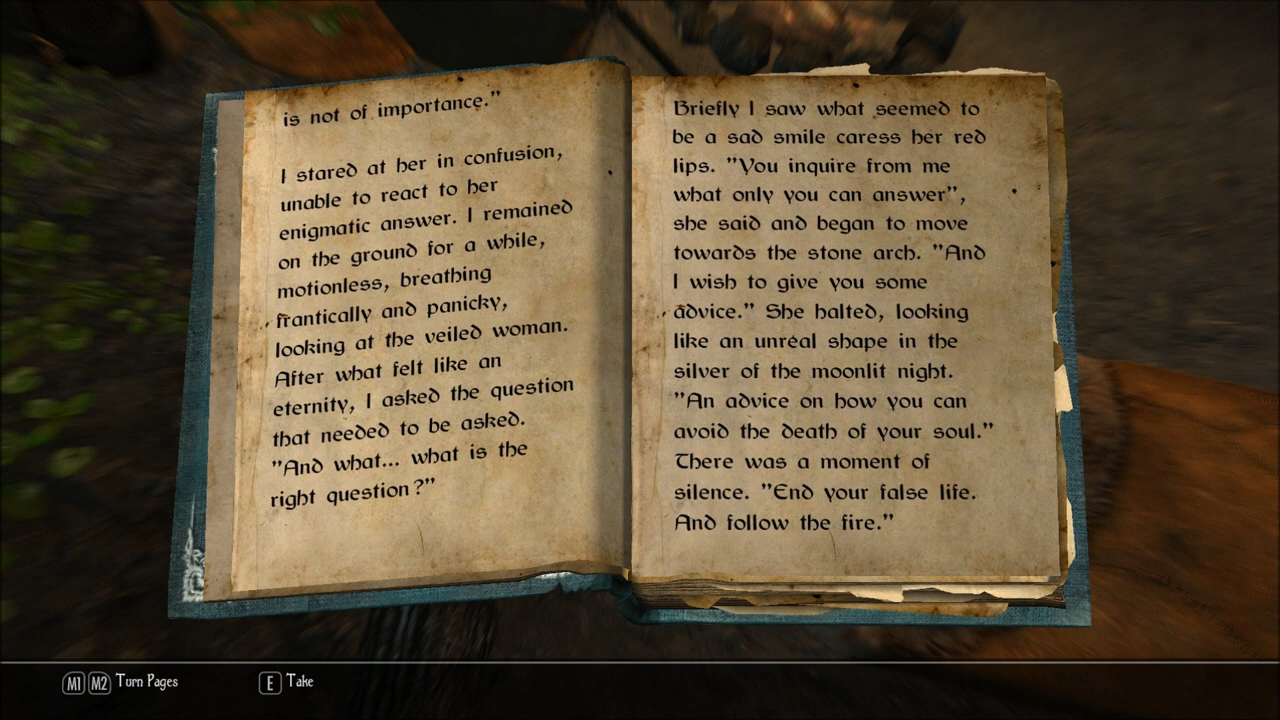 is not of importance."
I stared at her in confusion,
unable to react to her
enigmatic answer. I remained
on the ground for a while,
motionless, breathing
frantically and panicky,
looking at the veiled woman.
After what felt like an
eternity, I asked the question
that needed to be asked.
"And what... what is the
right question?"
Briefly I saw what seemed to
be a sad smile caress her red
lips. "You inquire from me
what only you can answer",
she said and began to move
towards the stone arch. "And
I wish to give you some
advice." She halted, looking
like an unreal shape in the
silver of the moonlit night.
"An advice on how you can
avoid the death of your soul."
There was a moment of
silence. "End your false life.
And follow the fire."
M1 M2 Turn Pages
E Take